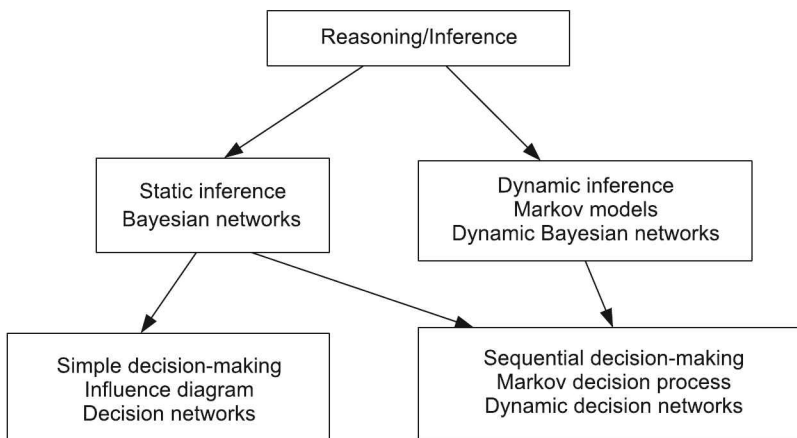 Reasoning/Inference
Static inference
Bayesian networks
Dynamic inference
Markov models
Dynamic Bayesian networks
Simple decision-making
Influence diagram
Decision networks
Sequential decision-making
Markov decision process
Dynamic decision networks